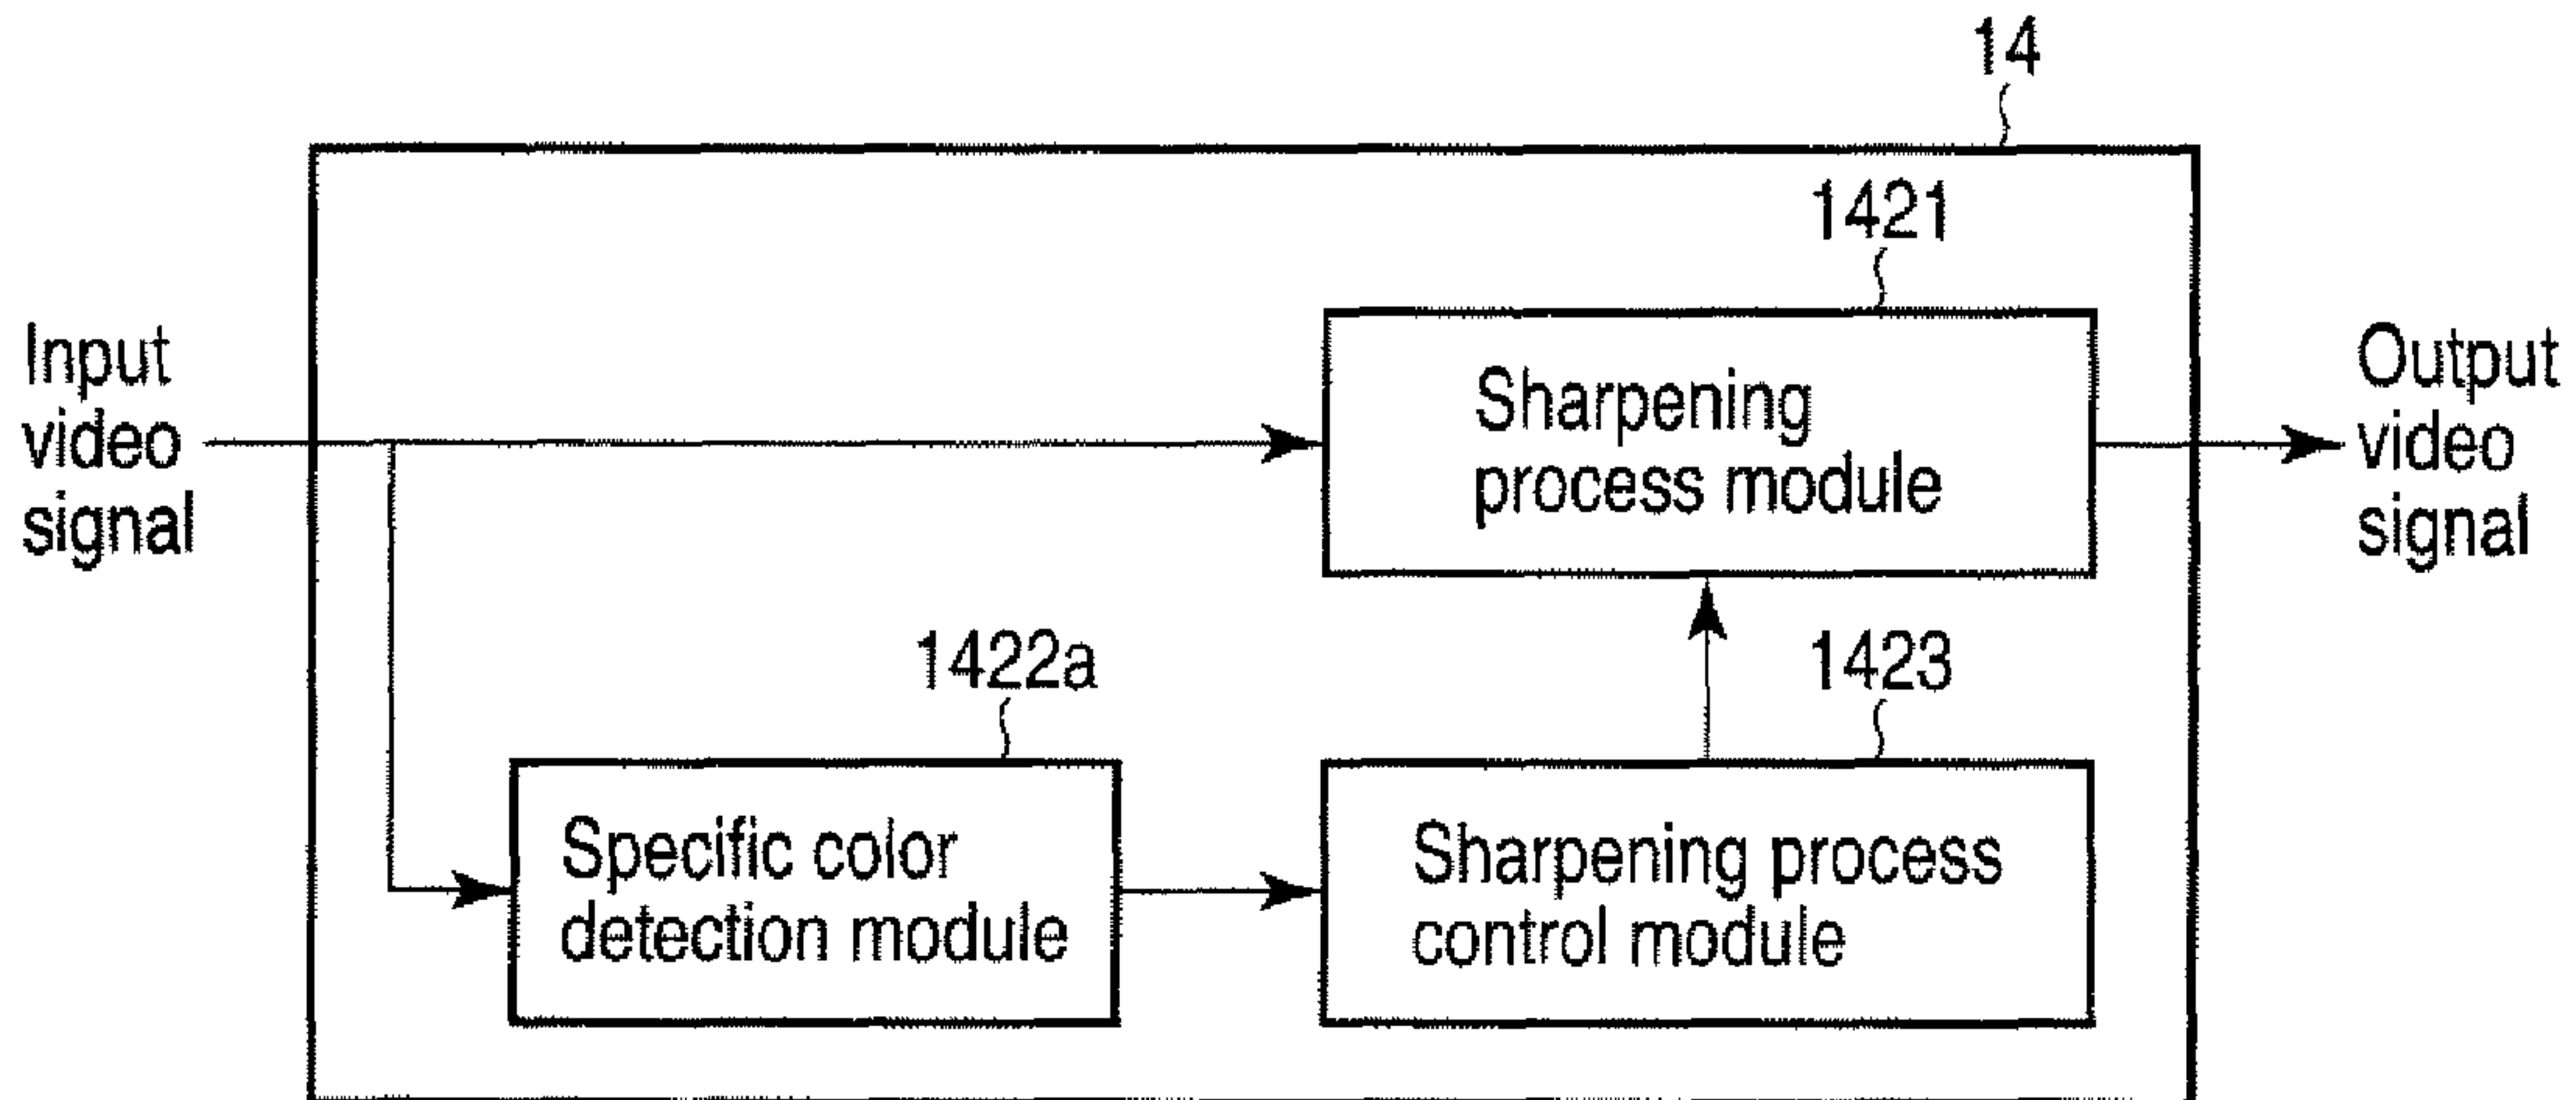 14
1421
Input
video
signal
Sharpening
process module
Output
video
signal
1422a
1423
Specific color
detection module
Sharpening process
control module